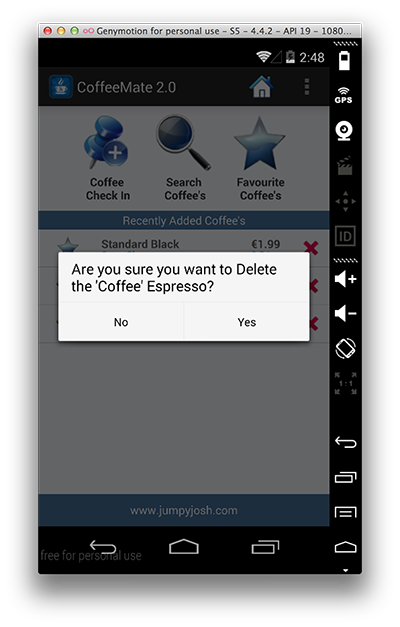 Genymotion for personal use - S5 - 4.4.2 - API 19 - 1080...
2:48
CoffeeMate 2.0
GPS
Coffee
Check In
Search
Coffee's
Favourite
Coffee's
ID
Recently Added Coffee's
Standard Black
€1.99
Are you sure you want to Delete
the 'Coffee' Espresso?
No
Yes
1:1
www.jumpyjosh.com
free for personal use